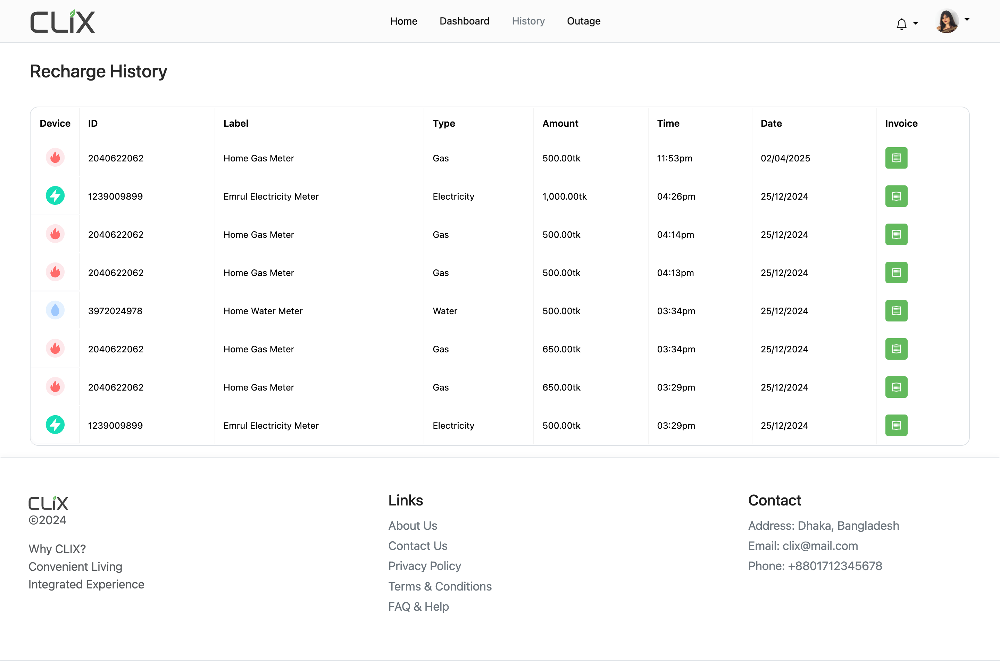 CLiX
Home Dashboard History Outage
Recharge History
Device ID Label Type Amount Time Date Invoice
2040622062 Home Gas Meter Gas 500.00tk 11:53pm 02/04/2025
1239009899 Emrul Electricity Meter Electricity 1,000.00tk 04:26pm 25/12/2024
2040622062 Home Gas Meter Gas 500.00tk 04:14pm 25/12/2024
2040622062 Home Gas Meter Gas 500.00tk 04:13pm 25/12/2024
3972024978 Home Water Meter Water 500.00tk 03:34pm 25/12/2024
2040622062 Home Gas Meter Gas 650.00tk 03:34pm 25/12/2024
2040622062 Home Gas Meter Gas 650.00tk 03:29pm 25/12/2024
1239009899 Emrul Electricity Meter Electricity 500.00tk 03:29pm 25/12/2024
CLiX
©2024
Why CLIX?
Convenient Living
Integrated Experience
Links
About Us
Contact Us
Privacy Policy
Terms & Conditions
FAQ & Help
Contact
Address: Dhaka, Bangladesh
Email: clix@mail.com
Phone: +8801712345678